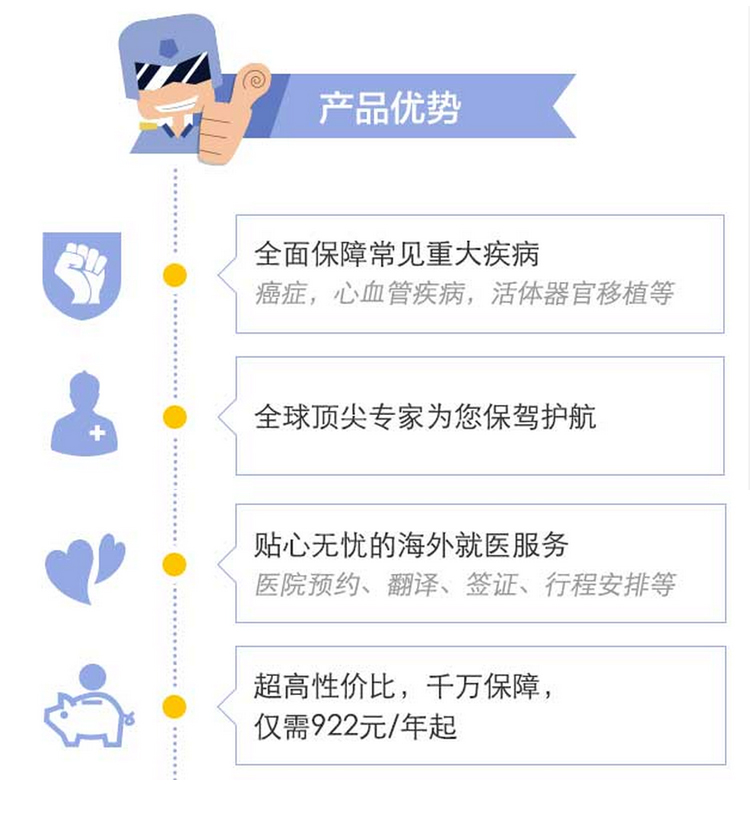 产品优势
全面保障常见重大疾病
癌症，心血管疾病，活体器官移植等
全球顶尖专家为您保驾护航
贴心无忧的海外就医服务
医院预约、翻译、签证、行程安排等
超高性价比，千万保障，
仅需922元/年起